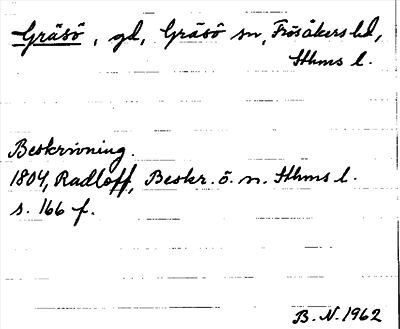 Gräsö, gd, Gräsö sn, Frösåkers hd,
Sthms l.
Beskrivning.
1804, Radloff, Beskr. ö. n. Sthms l.
s. 166 f.
B. N. 1962